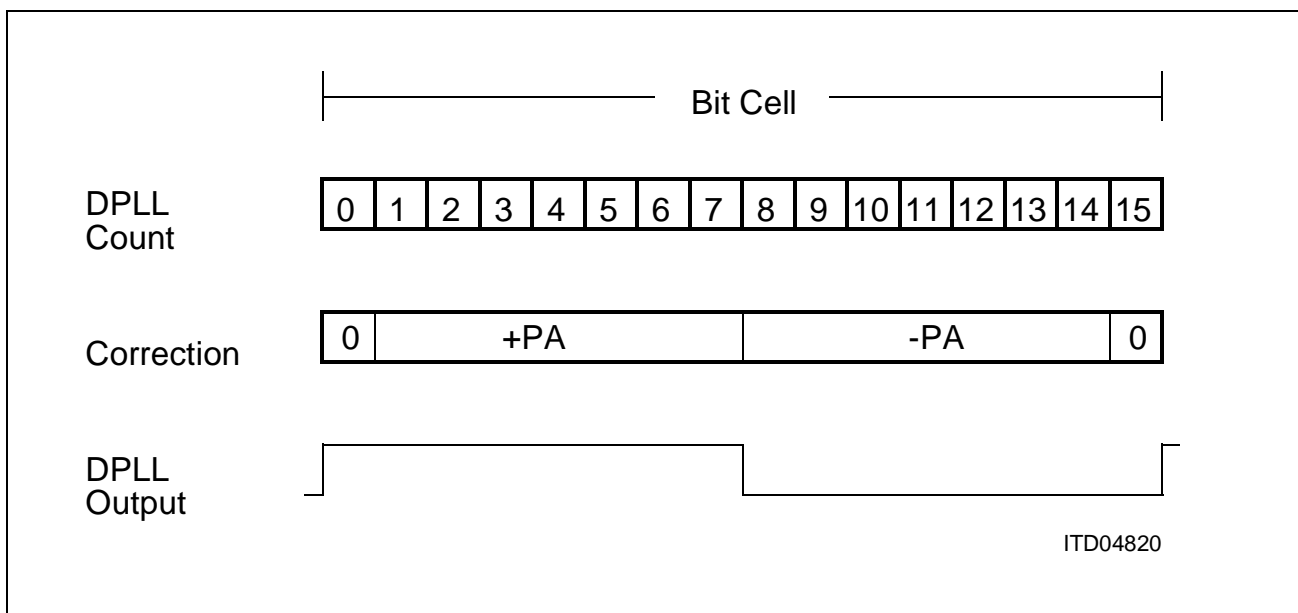 Bit Cell
DPLL
Count
0 1 2 3 4 5 6 7 8 9 10 11 12 13 14 15
Correction
0 +PA -PA 0
DPLL
Output
ITD04820